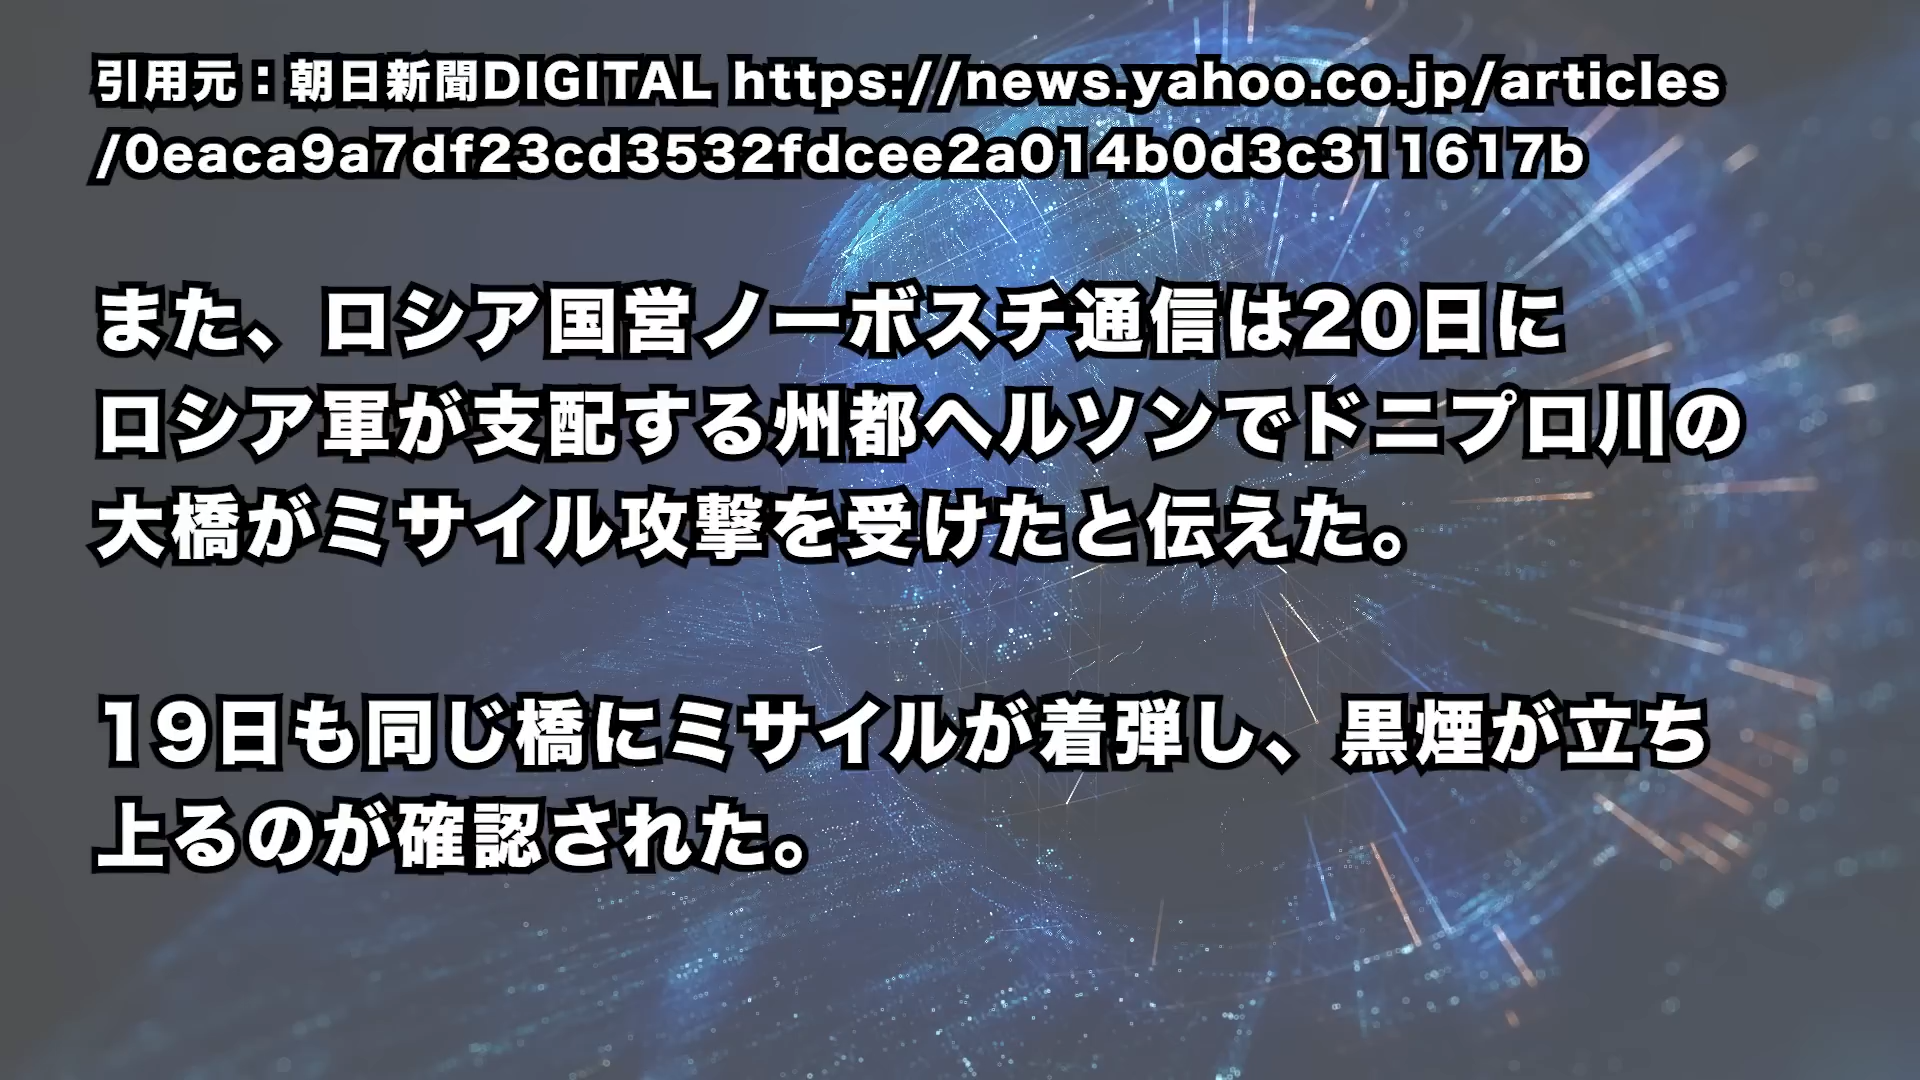 引用元：朝日新聞DIGITAL https://news.yahoo.co.jp/articles
/0eaca9a7df23cd3532fdcee2a014b0d3c311617b
また、ロシア国営ノーボスチ通信は20日に
ロシア軍が支配する州都ヘルソンでドニプロ川の
大橋がミサイル攻撃を受けたと伝えた。
19日も同じ橋にミサイルが着弾し、黒煙が立ち
上るのが確認された。